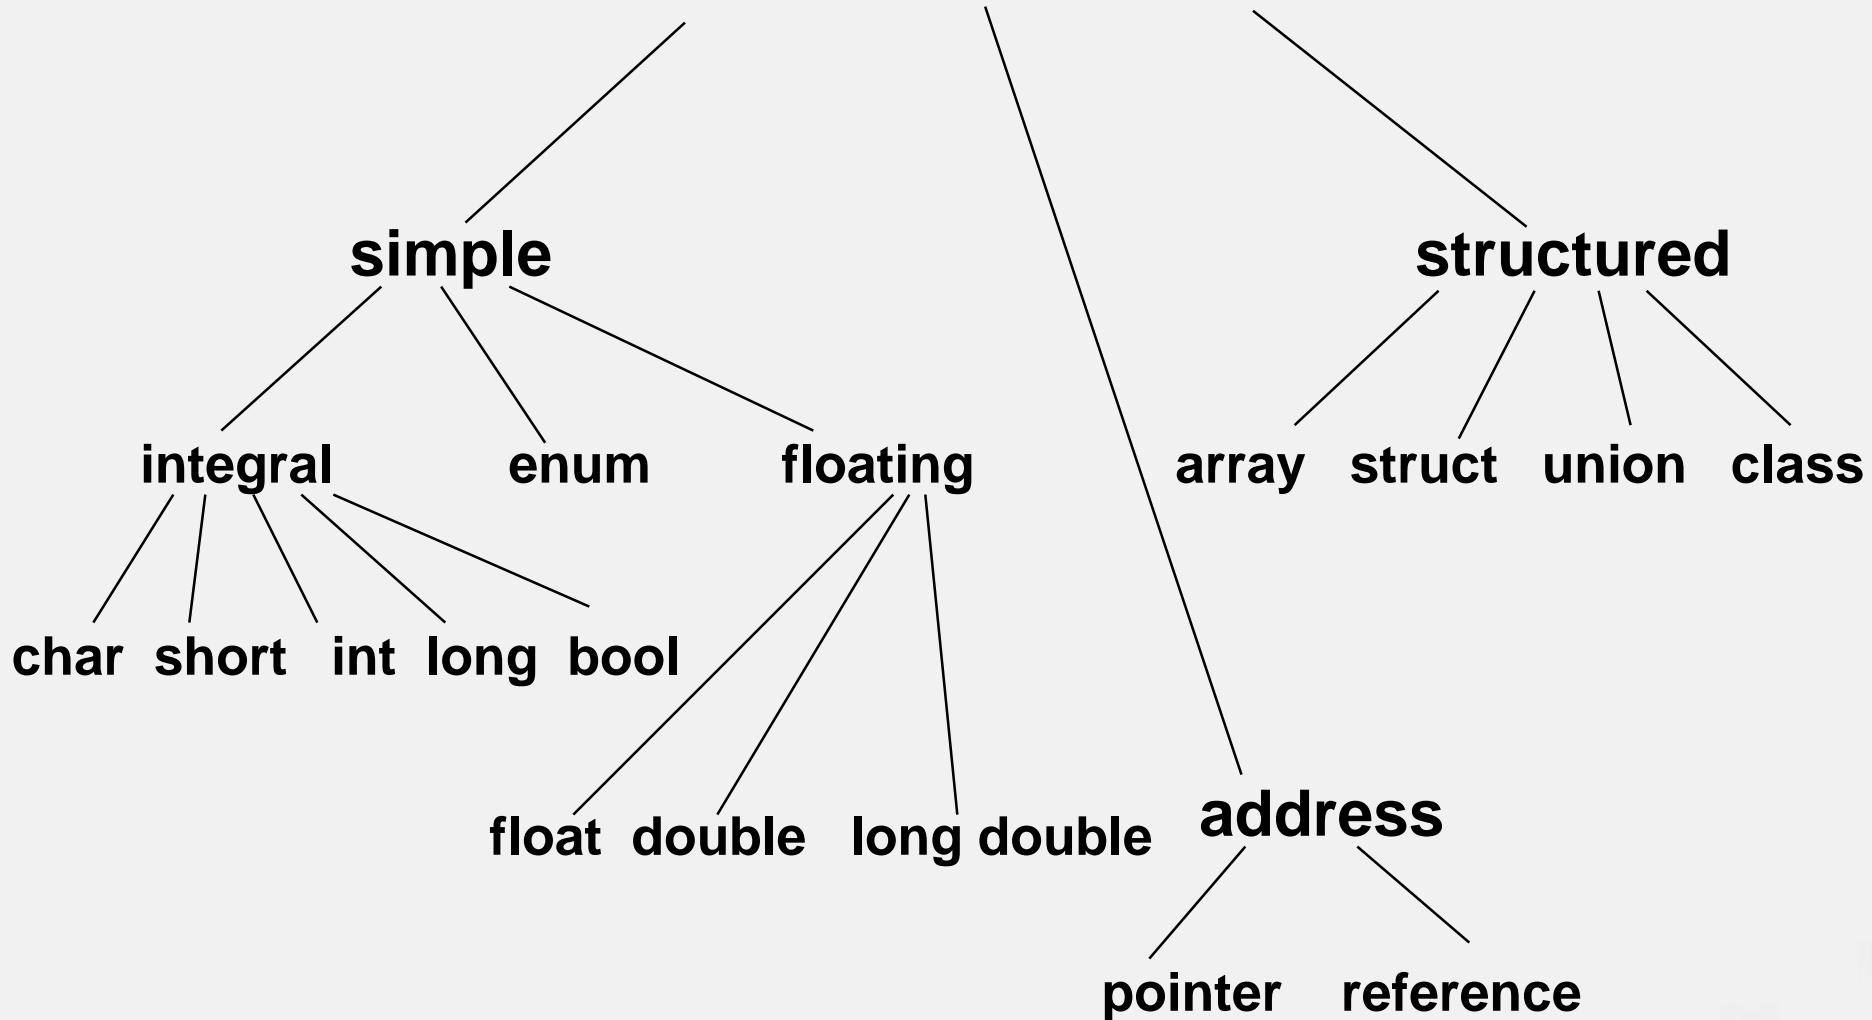 simple structured
integral enum floating array struct union class
char short int long bool
float double long double address
pointer reference